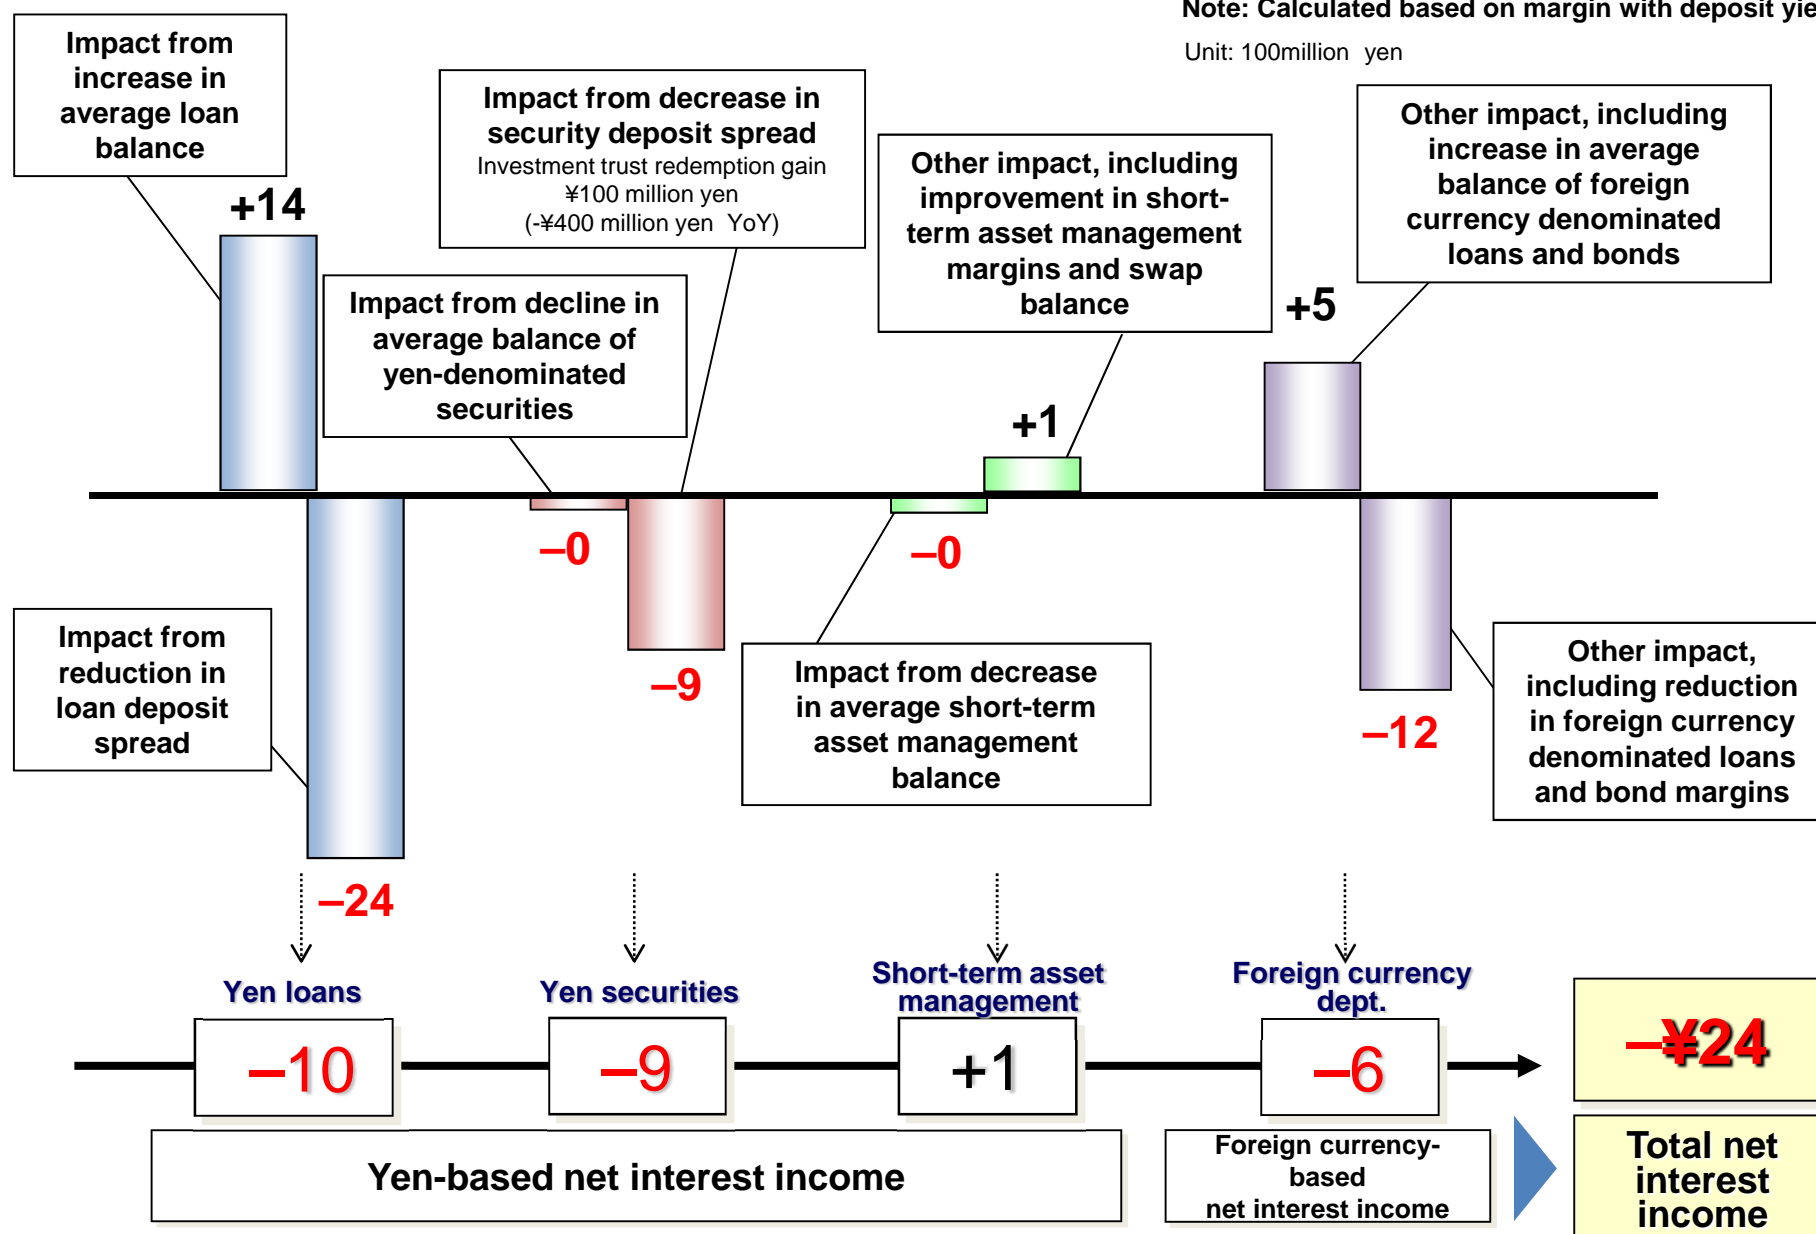 Note: Calculated based on margin with deposit yie
Unit: 100million yen
Impact from
increase in
average loan
balance
+14
Impact from decrease in
security deposit spread
Investment trust redemption gain
¥100 million yen
(-¥400 million yen YoY)
Impact from decline in
average balance of
yen-denominated
securities
Other impact, including
improvement in short-
term asset management
margins and swap
balance
+1
Other impact, including
increase in average
balance of foreign
currency denominated
loans and bonds
+5
–0
–9
–0
–12
Impact from
reduction in
loan deposit
spread
–24
Impact from decrease
in average short-term
asset management
balance
Other impact,
including reduction
in foreign currency
denominated loans
and bond margins
Yen loans
–10
Yen securities
–9
Short-term asset
management
+1
Foreign currency
dept.
–6
–¥24
Yen-based net interest income
Foreign currency-
based
net interest income
Total net
interest
income